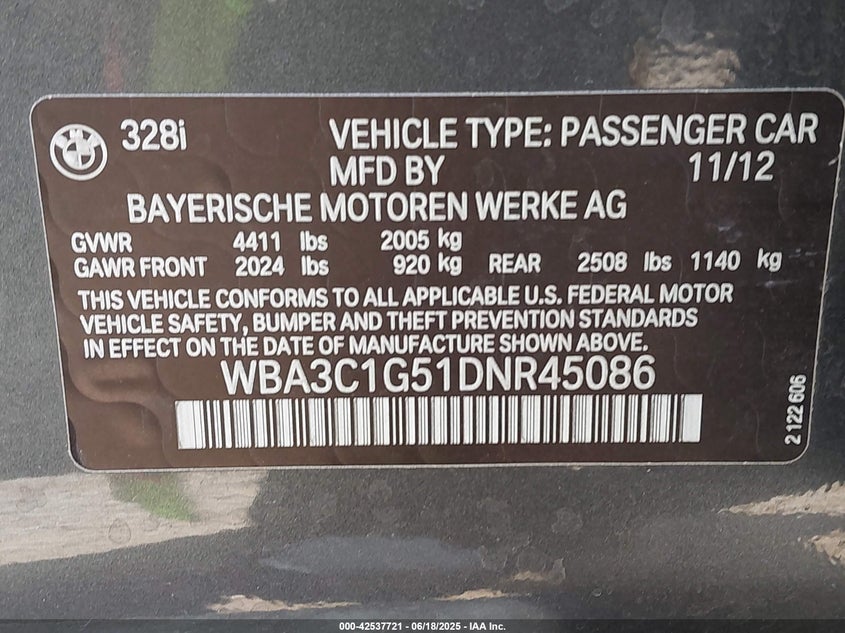 328i VEHICLE TYPE: PASSENGER CAR
MFD BY 11/12
BAYERISCHE MOTOREN WERKE AG
GVWR 4411 lbs 2005 kg
GAWR FRONT 2024 lbs 920 kg REAR 2508 lbs 1140 kg
THIS VEHICLE CONFORMS TO ALL APPLICABLE U.S. FEDERAL MOTOR
VEHICLE SAFETY, BUMPER AND THEFT PREVENTION STANDARDS
IN EFFECT ON THE DATE OF MANUFACTURE SHOWN ABOVE.
WBA3C1G51DNR45086
2 122 606
000-42537721 - 06/18/2025 - IAA Inc.